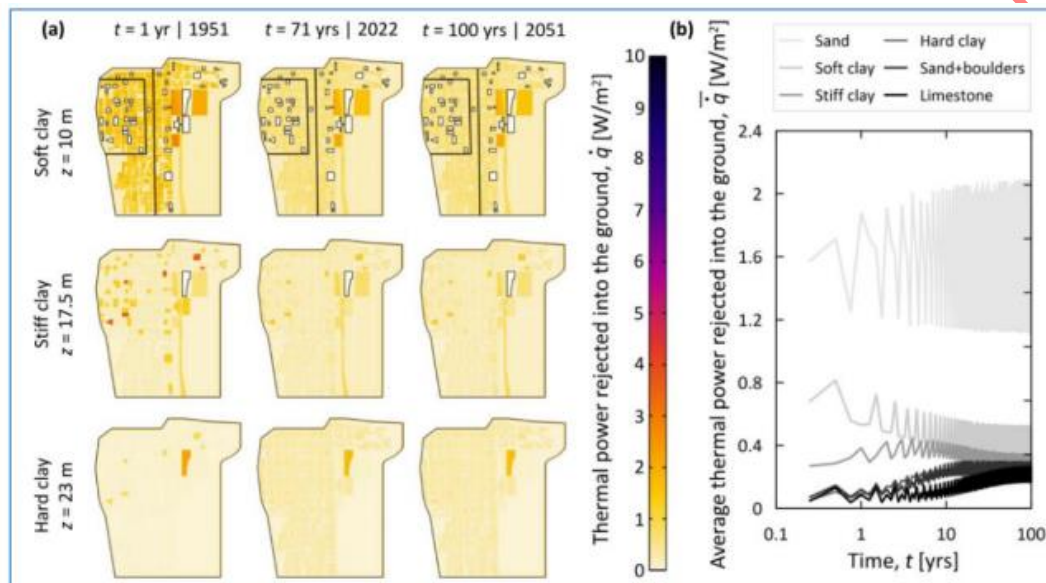 (a)
t = 1 yr | 1951
t = 71 yrs | 2022
t = 100 yrs | 2051
Soft clay
z = 10 m
Stiff clay
z = 17.5 m
Hard clay
z = 23 m
Thermal power rejected into the ground, q̇ [W/m²]
10
9
8
7
6
5
4
3
2
1
0
(b)
Sand
Soft clay
Stiff clay
Hard clay
Sand+boulders
Limestone
Average thermal power rejected into the ground, q̇̅ [W/m²]
2.4
2
1.6
1.2
0.8
0.4
0
0.1
1
10
100
Time, t [yrs]